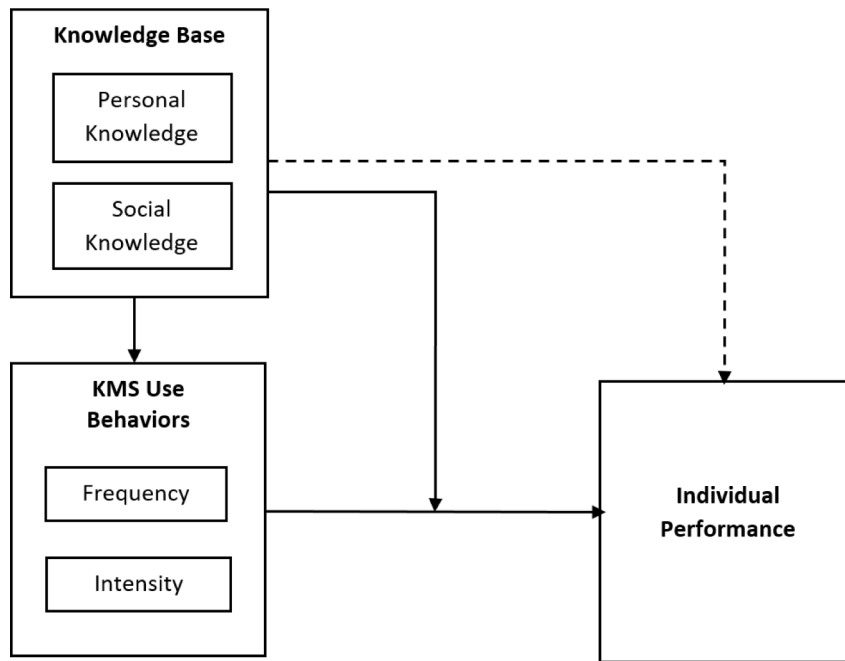 Knowledge Base
Personal
Knowledge
Social
Knowledge
KMS Use
Behaviors
Frequency
Intensity
Individual
Performance